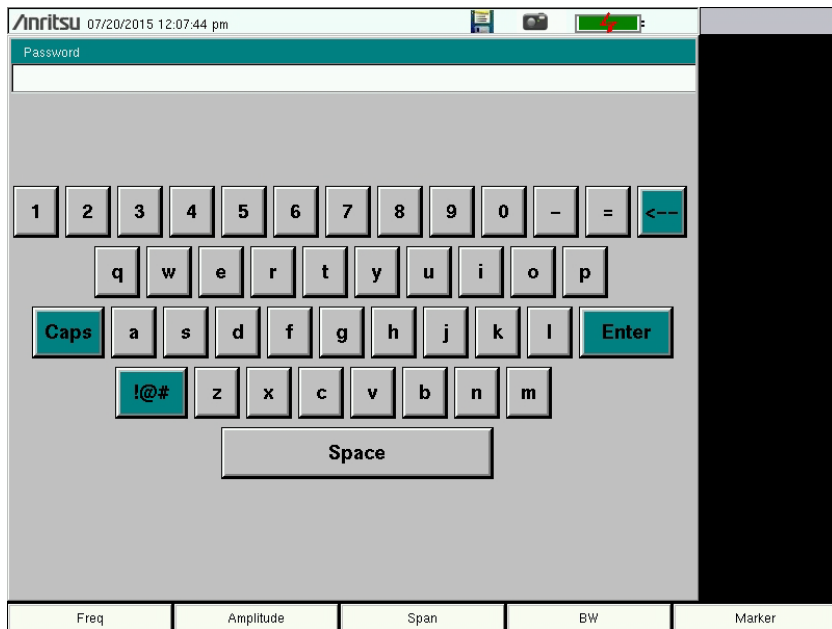 Anritsu 07/20/2015 12:07:44 pm
Password
1 2 3 4 5 6 7 8 9 0 – = <--
q w e r t y u i o p
Caps a s d f g h j k l Enter
!@# z x c v b n m
Space
Freq Amplitude Span BW Marker